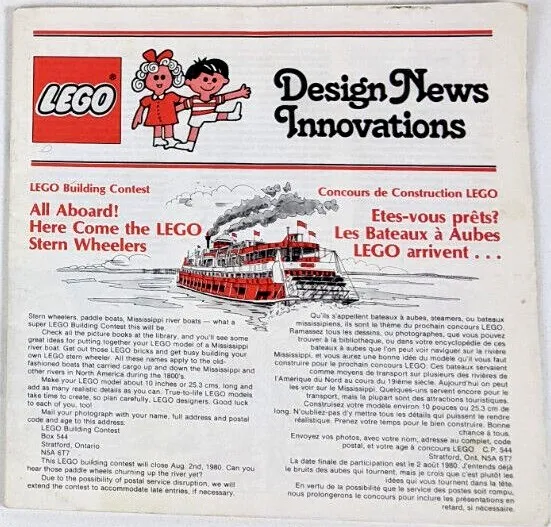 LEGO®
Design News
Innovations
LEGO Building Contest
All Aboard!
Here Come the LEGO
Stern Wheelers
Concours de Construction LEGO
Etes-vous prêts?
Les Bateaux à Aubes
LEGO arrivent . . .
Stern wheelers, paddle boats, Mississippi river boats — what a
super LEGO Building Contest this will be.
Check all the picture books at the library, and you'll see some
great ideas for putting together your LEGO model of a Mississippi
river boat. Get out those LEGO bricks and get busy building your
own LEGO stern wheeler. All these names apply to the old-
fashioned boats that carried cargo up and down the Mississippi and
other rivers in North America during the 1800's.
Make your LEGO model about 10 inches or 25.3 cms. long and
add as many realistic details as you can. True-to-life LEGO models
take time to create, so plan carefully, LEGO designers. Good luck
to each of you, too!
Mail your photograph with your name, full address and postal
code and age to this address:
LEGO Building Contest
Box 544
Stratford, Ontario
N5A 6T7
This LEGO building contest will close Aug. 2nd, 1980. Can you
hear those paddle wheels churning up the river yet?
Due to the possibility of postal service disruption, we will
extend the contest to accommodate late entries, if necessary.
Qu'ils s'appellent bateaux à aubes, steamers, ou bateaux
mississipiens, ils sont le thème du prochain concours LEGO.
Ramassez tous les dessins, ou photographies, que vous pouvez
trouver à la bibliothèque, ou dans votre encyclopédie de ces
bateaux à aubes que l'on peut voir naviguer sur la rivière
Mississippi, et vous aurez une bonne idée du modèle qu'il vous faut
construire pour le prochain concours LEGO. Ces bateaux servaient
comme moyens de transport sur plusieurs des rivières de
l'Amerique du Nord au cours du 19ième siècle. Aujourd'hui on peut
les voir sur le Mississippi. Quelques-uns servent encore pour le
transport, mais la plupart sont des attractions touristiques.
Construisez votre modèle environ 10 pouces ou 25.3 cm de
long. N'oubliez-pas d'y mettre tous les détails qui puissent le rendre
réalistique. Prenez votre temps pour le bien construire. Bonne
chance à tous.
Envoyez vos photos, avec votre nom, adresse au complet, code
postal, et votre age à concours LEGO. C.P. 544
Stratford, Ont. N5A 6T7
La date finale de participation est le 2 août 1980. J'entends déjà
le bruits des aubes qui tournent, mais je crois que c'est plutôt les
idées qui vous tournent dans la tête.
En vertu de la possibilité que le service des postes soit rompu,
nous prolongerons le concours pour inclure les présentations en
retard, si nécessaire.